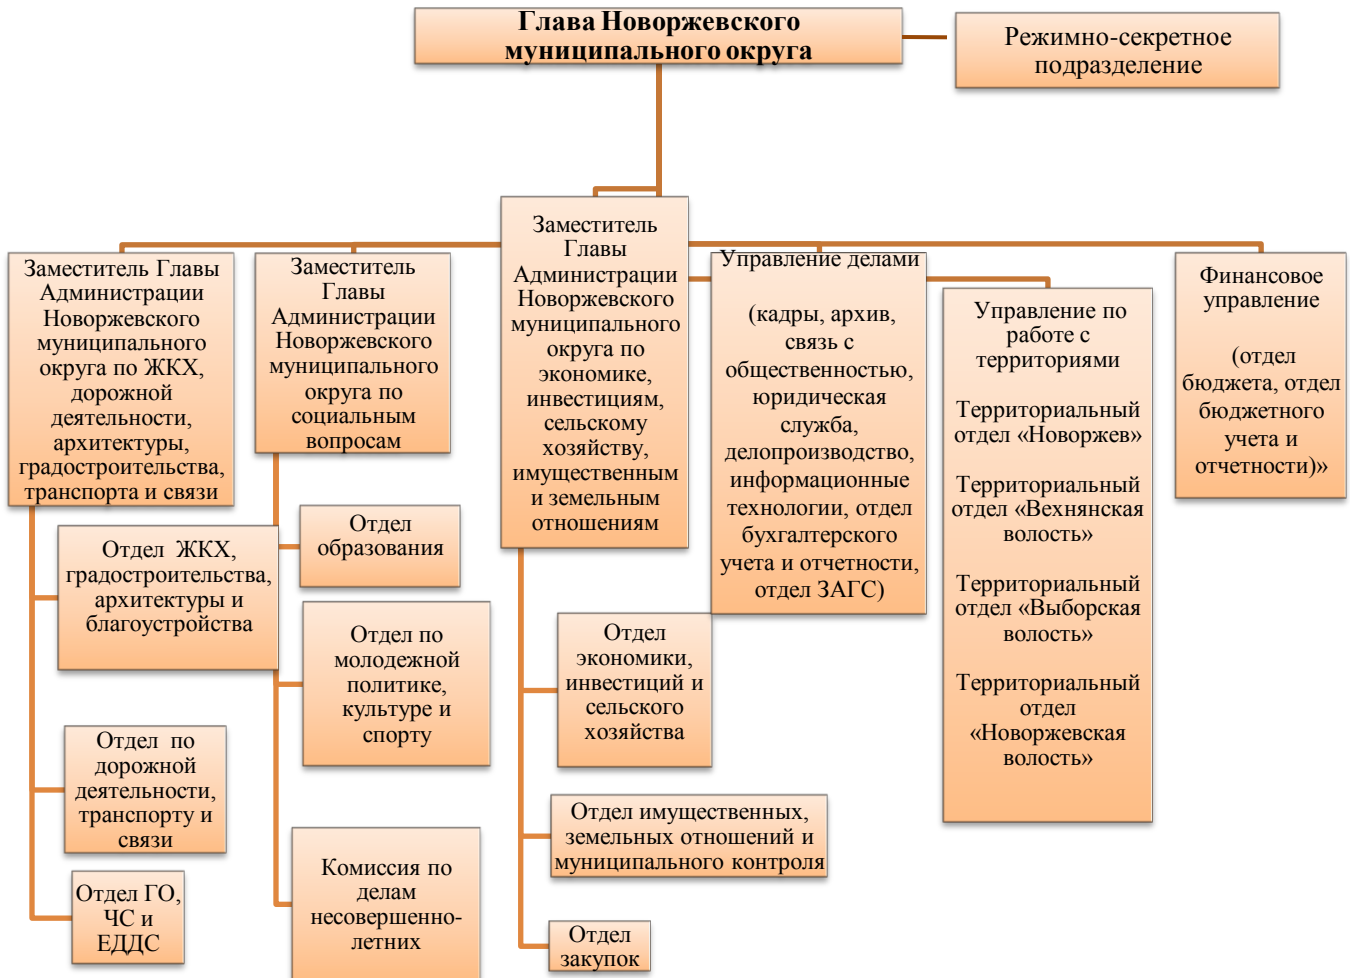 Глава Новоржевского
муниципального округа
Режимно-секретное
подразделение
Заместитель Главы
Администрации
Новоржевского
муниципального
округа по ЖКХ,
дорожной
деятельности,
архитектуры,
градостроительства,
транспорта и связи
Заместитель
Главы
Администрации
Новоржевского
муниципального
округа по
социальным
вопросам
Заместитель
Главы
Администрации
Новоржевского
муниципального
округа по
экономике,
инвестициям,
сельскому
хозяйству,
имущественным
и земельным
отношениям
Управление делами
(кадры, архив,
связь с
общественностью,
юридическая
служба,
делопроизводство,
информационные
технологии, отдел
бухгалтерского
учета и отчетности,
отдел ЗАГС)
Управление по
работе с
территориями
Территориальный
отдел «Новоржев»
Территориальный
отдел «Вехнянская
волость»
Территориальный
отдел «Выборская
волость»
Территориальный
отдел
«Новоржевская
волость»
Финансовое
управление
(отдел
бюджета, отдел
бюджетного
учета и
отчетности)»
Отдел ЖКХ,
градостроительства,
архитектуры и
благоустройства
Отдел по
дорожной
деятельности,
транспорту и
связи
Отдел ГО,
ЧС и
ЕДДС
Отдел
образования
Отдел по
молодежной
политике,
культуре и
спорту
Комиссия по
делам
несовершенно-
летних
Отдел
экономики,
инвестиций и
сельского
хозяйства
Отдел имущественных,
земельных отношений и
муниципального контроля
Отдел
закупок